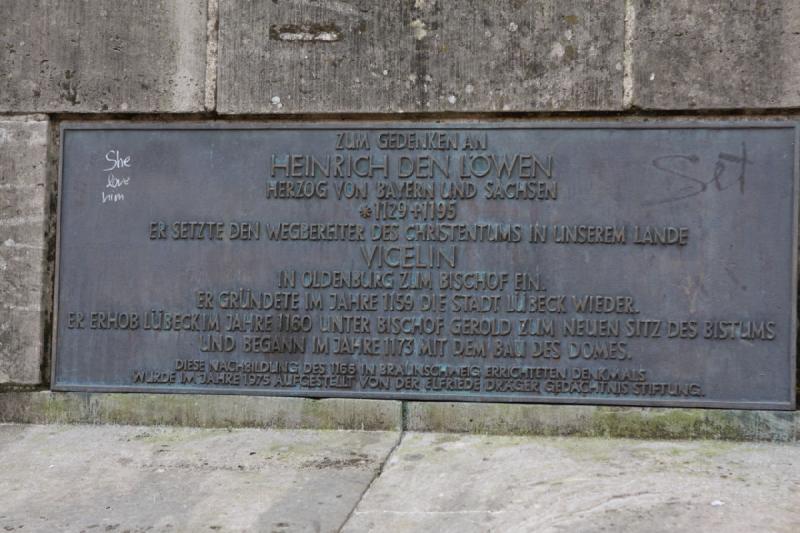 ZUM GEDENKEN AN
HEINRICH DEN LÖWEN
HERZOG VON BAYERN UND SACHSEN
*1129 +1195
ER SETZTE DEN WEGBEREITER DES CHRISTENTUMS IN UNSEREM LANDE
VICELIN
IN OLDENBURG ZUM BISCHOF EIN.
ER GRÜNDETE IM JAHRE 1159 DIE STADT LÜBECK WIEDER.
ER ERHOB LÜBECK IM JAHRE 1160 UNTER BISCHOF GEROLD ZUM NEUEN SITZ DES BISTUMS
UND BEGANN IM JAHRE 1173 MIT DEM BAU DES DOMES.
DIESE NACHBILDUNG DES 1166 IN BRAUNSCHWEIG ERRICHTETEN DENKMALS
WURDE IM JAHRE 1975 AUFGESTELLT VON DER ELFRIEDE DRÄGER GEDÄCHTNIS STIFTUNG.
She
love
him
Set